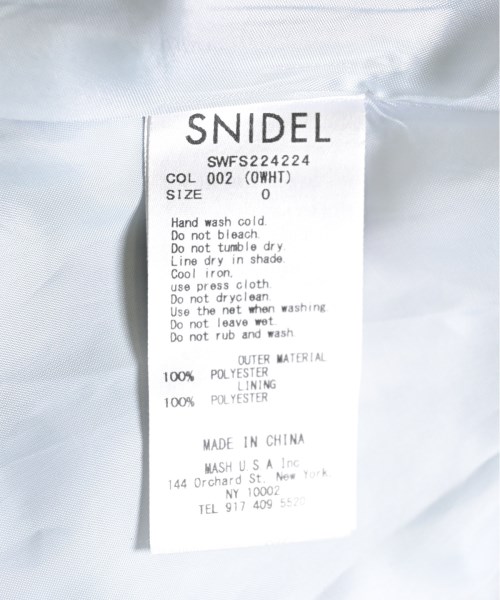 SNIDEL
SWFS224224
COL 002 (OWHT)
SIZE 0
Hand wash cold.
Do not bleach.
Do not tumble dry.
Line dry in shade.
Cool iron,
use press cloth.
Do not dryclean.
Use the net when washing.
Do not leave wet.
Do not rub and wash.
OUTER MATERIAL
100% POLYESTER
LINING
100% POLYESTER
MADE IN CHINA
MASH U.S.A Inc.
144 Orchard St. New York,
NY 10002
TEL 917 409 5520